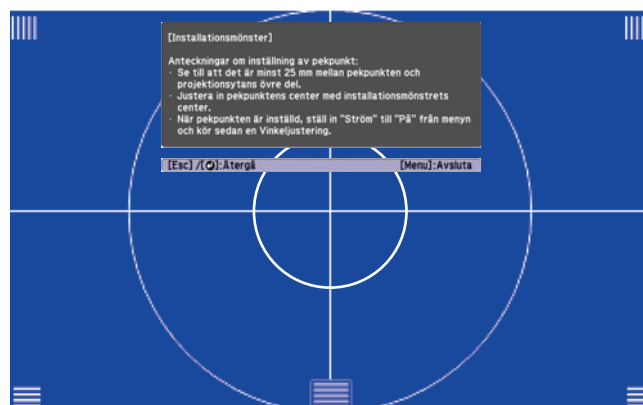 [Installationsmönster]
Anteckningar om inställning av pekpunkt:
· Se till att det är minst 25 mm mellan pekpunkten och
projektionsytans övre del.
· Justera in pekpunktens center med installationsmönstrets
center.
· När pekpunkten är inställd, ställ in "Ström" till "På" från menyn
och kör sedan en Vinkeljustering.
[Esc] /[⮌]:Återgå [Menu]:Avsluta